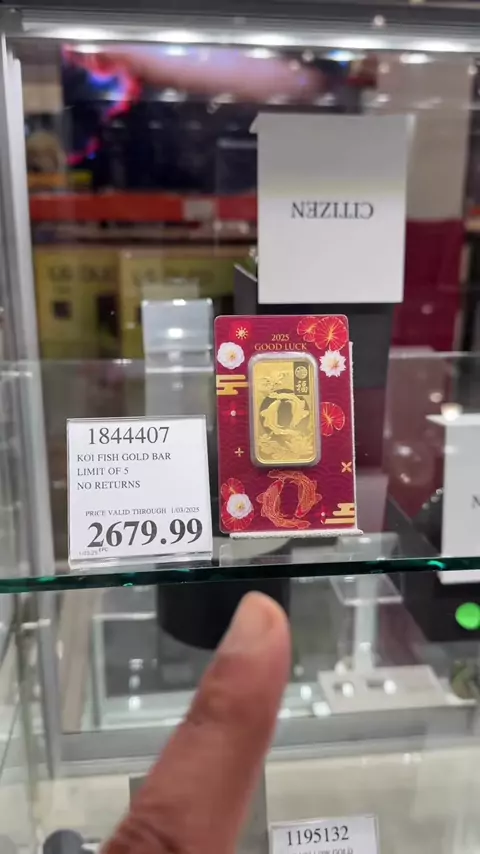 CITIZEN
2025
GOOD LUCK
福
1844407
KOI FISH GOLD BAR
LIMIT OF 5
NO RETURNS
PRICE VALID THROUGH 1/03/2025
2679.99
1195132